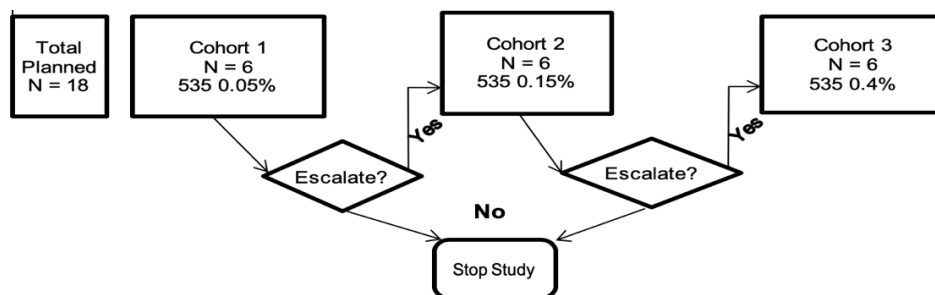 Total
Planned
N = 18
Cohort 1
N = 6
535 0.05%
Cohort 2
N = 6
535 0.15%
Cohort 3
N = 6
535 0.4%
Yes
Yes
Escalate?
Escalate?
No
Stop Study